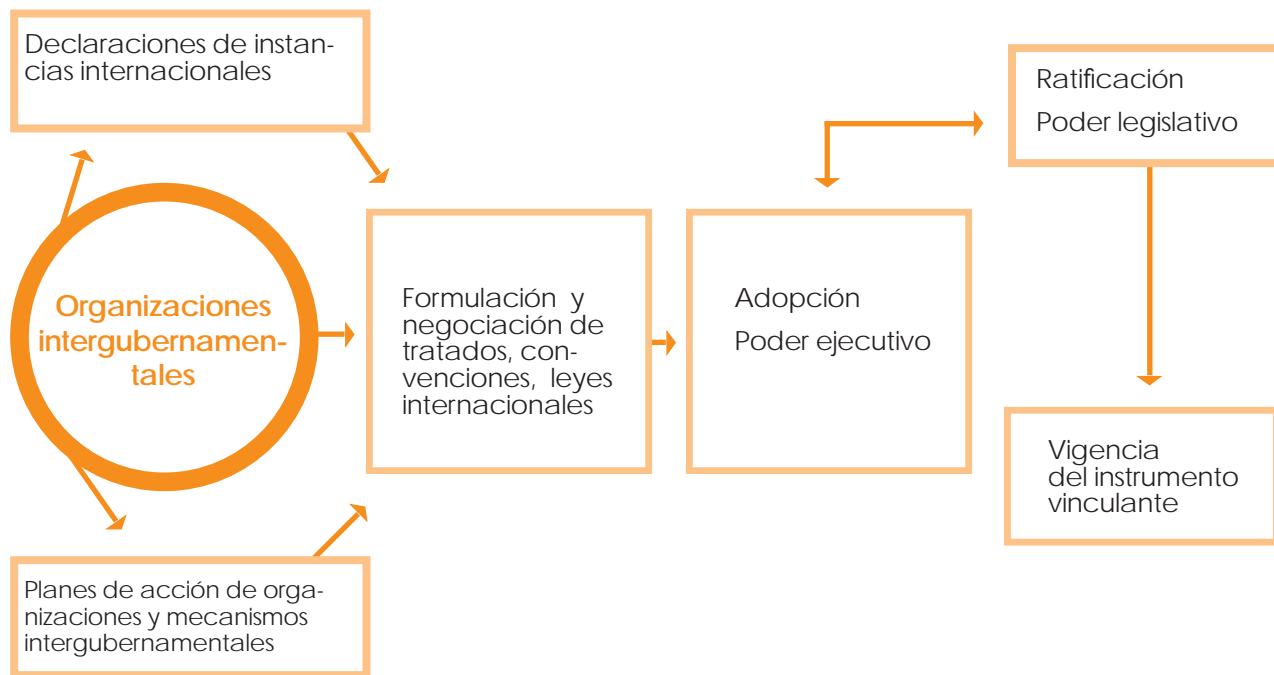 Declaraciones de instan-
cias internacionales
Organizaciones
intergubernamen-
tales
Planes de acción de orga-
nizaciones y mecanismos
intergubernamentales
Formulación y
negociación de
tratados, con-
venciones, leyes
internacionales
Adopción
Poder ejecutivo
Ratificación
Poder legislativo
Vigencia
del instrumento
vinculante